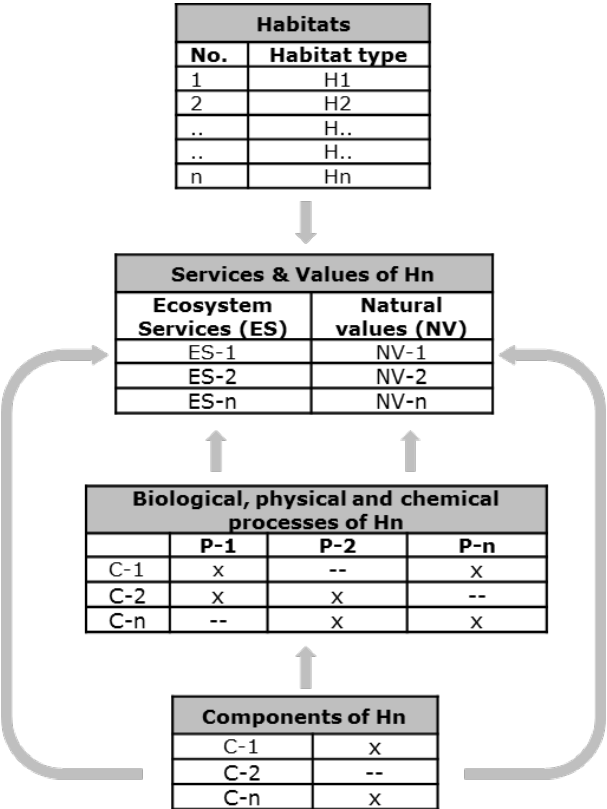 Habitats
No. Habitat type
1 H1
2 H2
.. H..
.. H..
n Hn
Services & Values of Hn
Ecosystem Natural
Services (ES) values (NV)
ES-1 NV-1
ES-2 NV-2
ES-n NV-n
Biological, physical and chemical
processes of Hn
P-1 P-2 P-n
C-1 x -- x
C-2 x x --
C-n -- x x
Components of Hn
C-1 x
C-2 --
C-n x